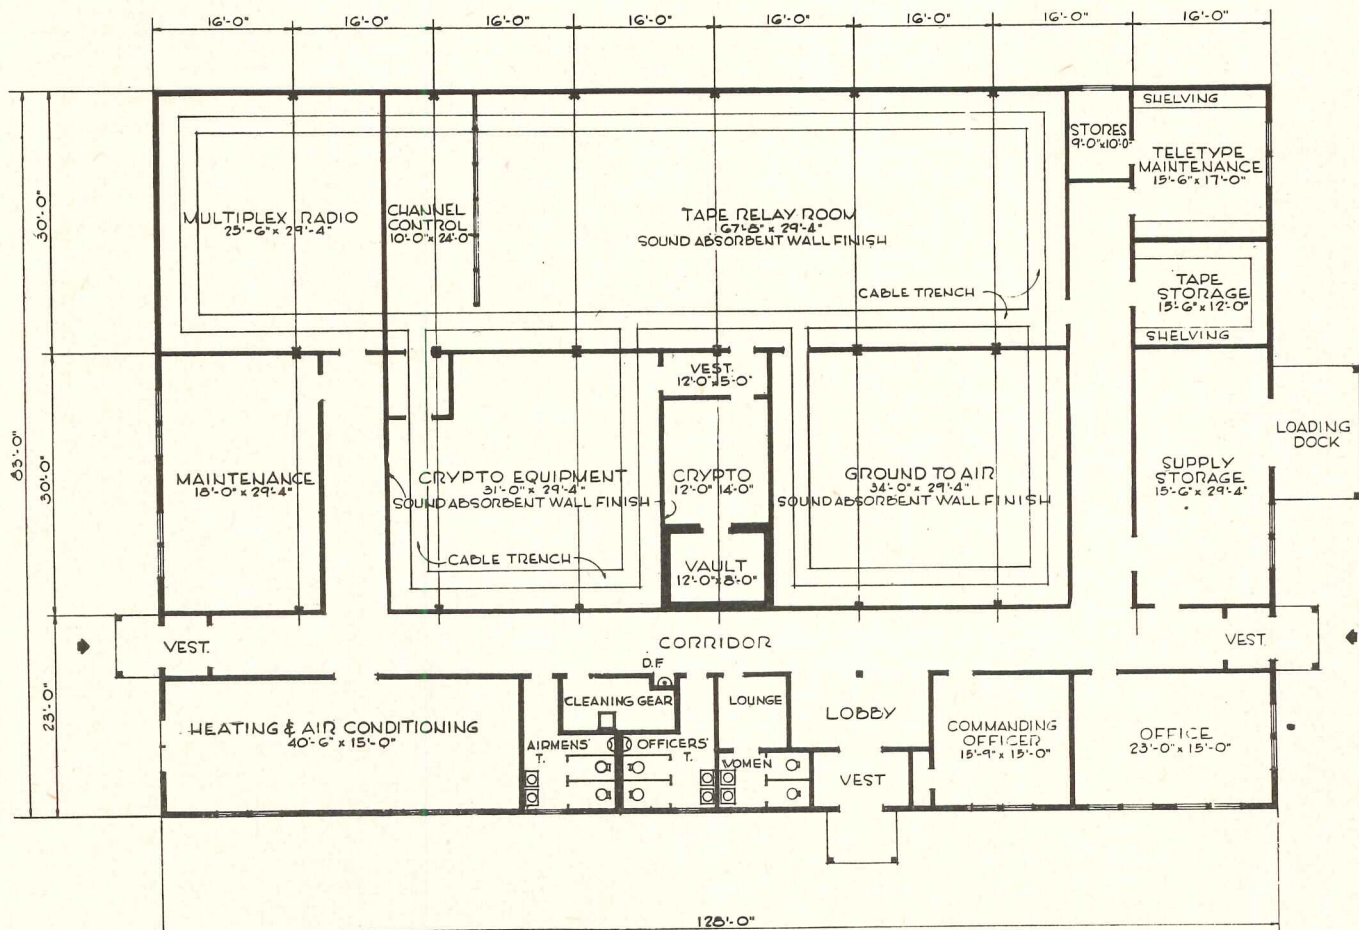 16'-0" 16'-0" 16'-0" 16'-0" 16'-0" 16'-0" 16'-0" 16'-0"
SHELVING
STORES
9'-0"x10'-0"
TELETYPE
MAINTENANCE
15'-6" x 17'-0"
30'-0"
MULTIPLEX RADIO
25'-6" x 29'-4"
CHANNEL
CONTROL
10'-0" x 24'-0"
TAPE RELAY ROOM
67'-8" x 29'-4"
SOUND ABSORBENT WALL FINISH
CABLE TRENCH
TAPE
STORAGE
15'-6" x 12'-0"
SHELVING
83'-0"
30'-0"
MAINTENANCE
18'-0" x 29'-4"
CRYPTO EQUIPMENT
31'-0" x 29'-4"
SOUND ABSORBENT WALL FINISH
CABLE TRENCH
VEST.
12'-0"x5'-0"
CRYPTO
12'-0" 14'-0"
VAULT
12'-0"x8'-0"
GROUND TO AIR
34'-0" x 29'-4"
SOUND ABSORBENT WALL FINISH
SUPPLY
STORAGE
15'-6" x 29'-4"
LOADING
DOCK
VEST.
CORRIDOR
VEST.
23'-0"
HEATING & AIR CONDITIONING
40'-6" x 15'-0"
D.F.
CLEANING GEAR
AIRMENS'
T.
OFFICERS'
T.
LOUNGE
WOMEN
LOBBY
VEST
COMMANDING
OFFICER
15'-9" x 15'-0"
OFFICE
23'-0" x 15'-0"
128'-0"